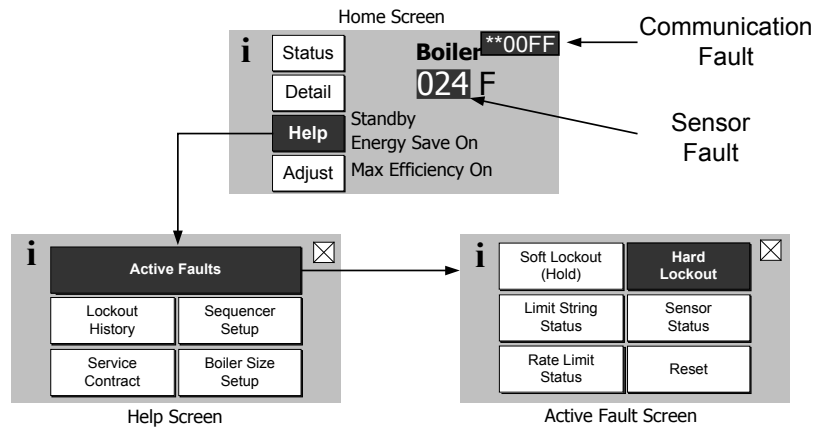 Home Screen
i
Status
Boiler
**00FF
Communication
Fault
Detail
024 F
Help
Standby
Energy Save On
Sensor
Fault
Adjust
Max Efficiency On
i
Active Faults
Lockout
History
Sequencer
Setup
Service
Contract
Boiler Size
Setup
Help Screen
i
Soft Lockout
(Hold)
Hard
Lockout
Limit String
Status
Sensor
Status
Rate Limit
Status
Reset
Active Fault Screen